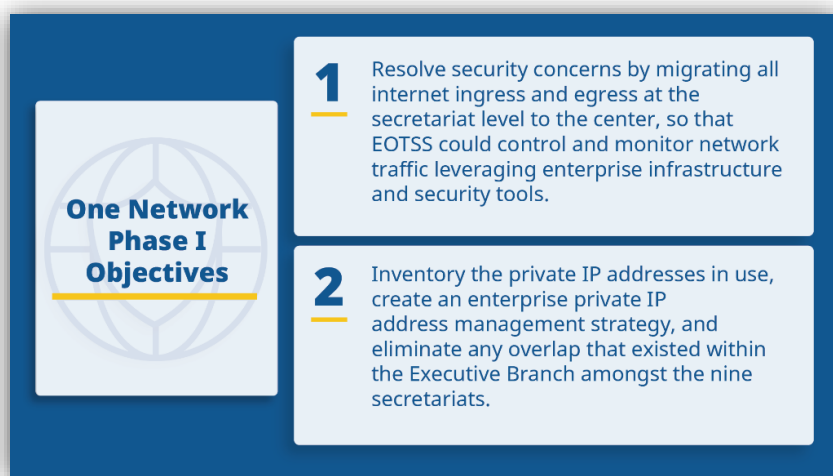 One Network
Phase I
Objectives
1
Resolve security concerns by migrating all
internet ingress and egress at the
secretariat level to the center, so that
EOTSS could control and monitor network
traffic leveraging enterprise infrastructure
and security tools.
2
Inventory the private IP addresses in use,
create an enterprise private IP
address management strategy, and
eliminate any overlap that existed within
the Executive Branch amongst the nine
secretariats.